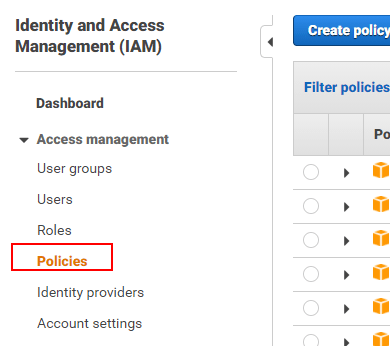 Identity and Access
Management (IAM)
Create policy
Filter policies
Dashboard
Access management
Po
User groups
Users
Roles
Policies
Identity providers
Account settings